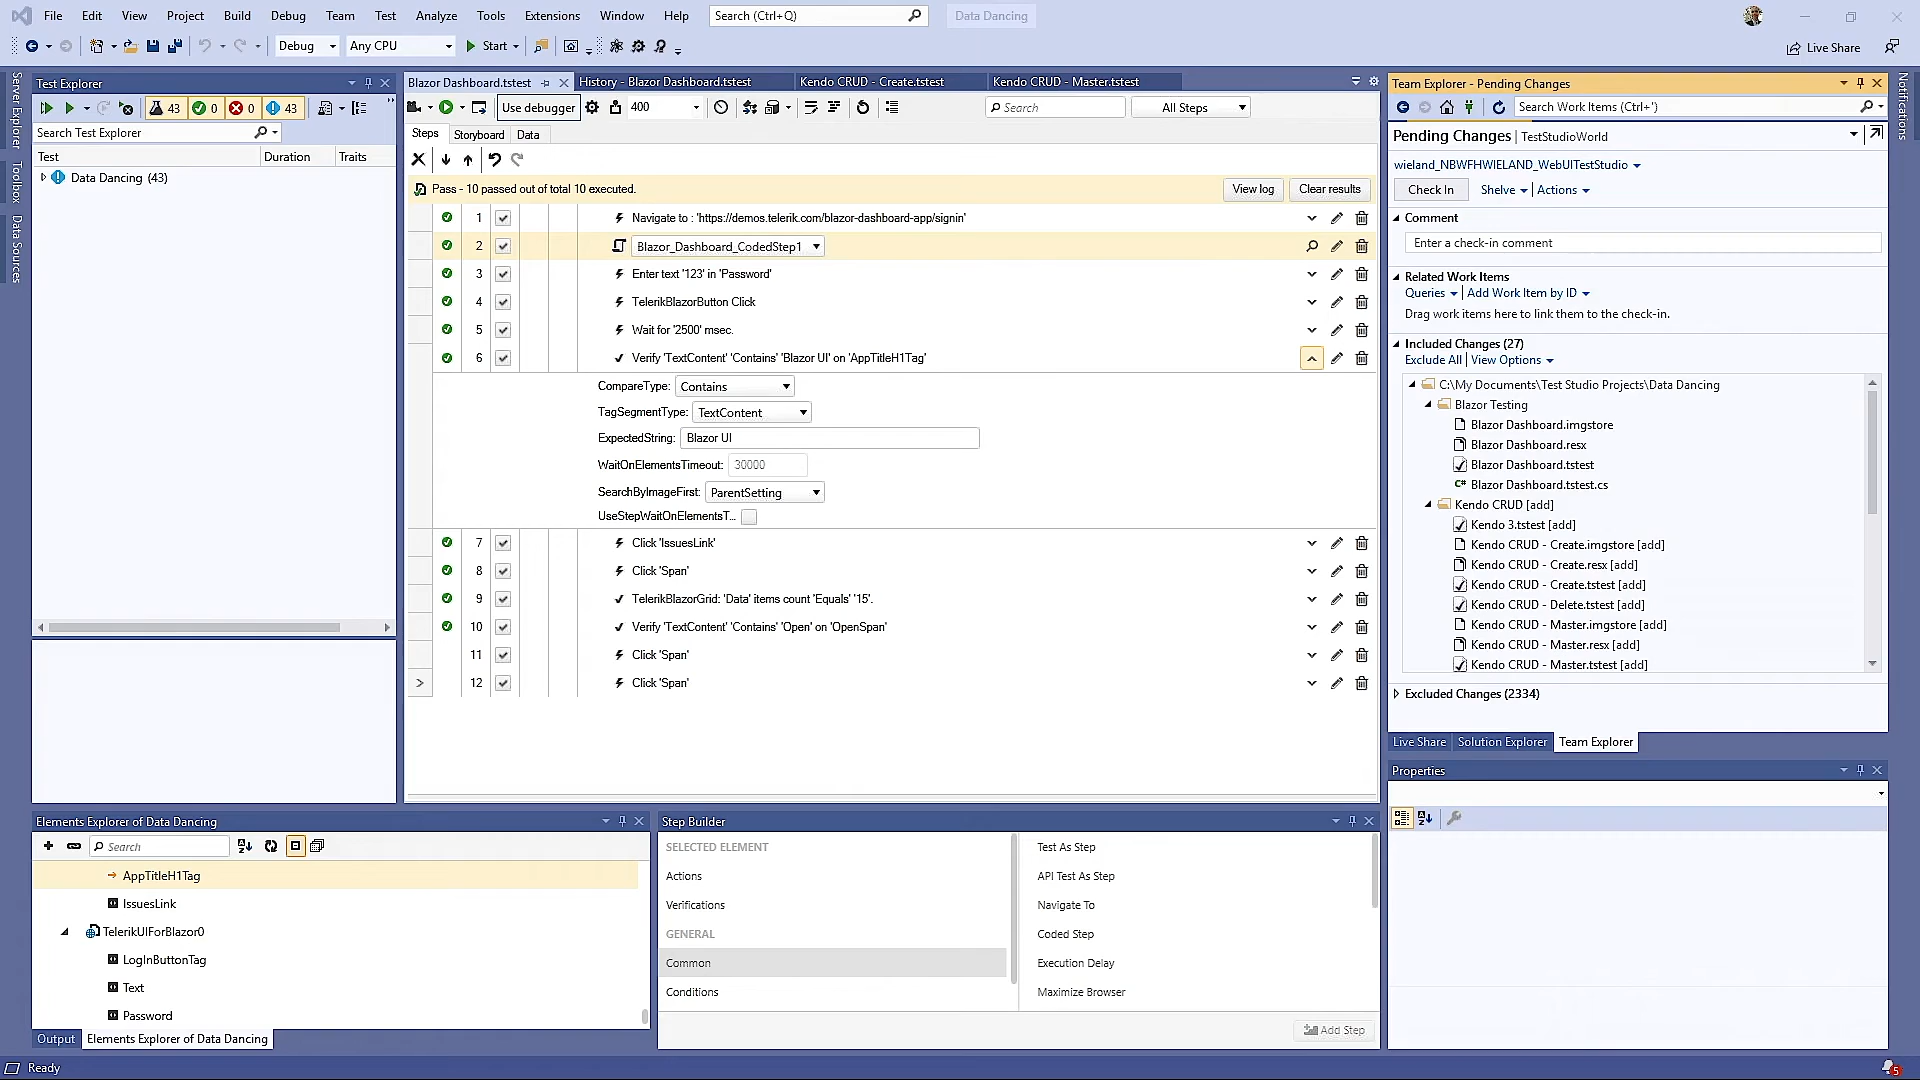 File Edit View Project Build Debug Team Test Analyze Tools Extensions Window Help Search (Ctrl+Q) Data Dancing
Debug Any CPU Start Live Share
Server Explorer
Toolbox
Data Sources
Test Explorer
43 0 0 43
Search Test Explorer
Test Duration Traits
Data Dancing (43)
Blazor Dashboard.tstest History - Blazor Dashboard.tstest Kendo CRUD - Create.tstest Kendo CRUD - Master.tstest
Use debugger 400 Search All Steps
Steps Storyboard Data
Pass - 10 passed out of total 10 executed. View log Clear results
1 Navigate to : 'https://demos.telerik.com/blazor-dashboard-app/signin'
2 Blazor_Dashboard_CodedStep1
3 Enter text '123' in 'Password'
4 TelerikBlazorButton Click
5 Wait for '2500' msec.
6 Verify 'TextContent' 'Contains' 'Blazor UI' on 'AppTitleH1Tag'
CompareType: Contains
TagSegmentType: TextContent
ExpectedString: Blazor UI
WaitOnElementsTimeout: 30000
SearchByImageFirst: ParentSetting
UseStepWaitOnElementsT...
7 Click 'IssuesLink'
8 Click 'Span'
9 TelerikBlazorGrid: 'Data' items count 'Equals' '15'.
10 Verify 'TextContent' 'Contains' 'Open' on 'OpenSpan'
11 Click 'Span'
12 Click 'Span'
Team Explorer - Pending Changes
Search Work Items (Ctrl+')
Pending Changes | TestStudioWorld
wieland_NBWFHWIELAND_WebUITestStudio
Check In Shelve Actions
Comment
Enter a check-in comment
Related Work Items
Queries Add Work Item by ID
Drag work items here to link them to the check-in.
Included Changes (27)
Exclude All View Options
C:\My Documents\Test Studio Projects\Data Dancing
Blazor Testing
Blazor Dashboard.imgstore
Blazor Dashboard.resx
Blazor Dashboard.tstest
C# Blazor Dashboard.tstest.cs
Kendo CRUD [add]
Kendo 3.tstest [add]
Kendo CRUD - Create.imgstore [add]
Kendo CRUD - Create.resx [add]
Kendo CRUD - Create.tstest [add]
Kendo CRUD - Delete.tstest [add]
Kendo CRUD - Master.imgstore [add]
Kendo CRUD - Master.resx [add]
Kendo CRUD - Master.tstest [add]
Excluded Changes (2334)
Live Share Solution Explorer Team Explorer
Properties
Notifications
Elements Explorer of Data Dancing
Search
AppTitleH1Tag
IssuesLink
TelerikUIForBlazor0
LogInButtonTag
Text
Password
Output Elements Explorer of Data Dancing
Step Builder
SELECTED ELEMENT
Actions
Verifications
GENERAL
Common
Conditions
Test As Step
API Test As Step
Navigate To
Coded Step
Execution Delay
Maximize Browser
Add Step
Ready
5